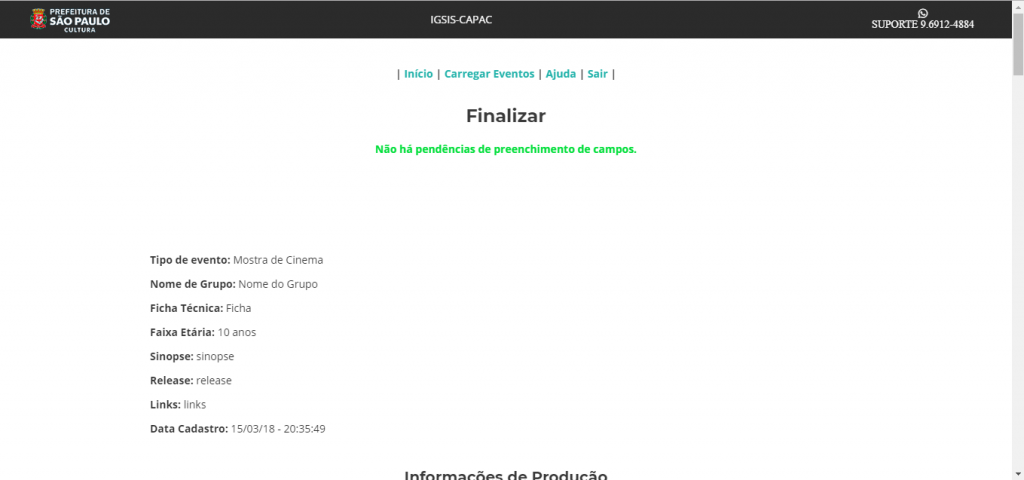 PREFEITURA DE
SÃO PAULO
CULTURA
IGSIS-CAPAC
SUPORTE 9.6912-4884
| Início | Carregar Eventos | Ajuda | Sair |
Finalizar
Não há pendências de preenchimento de campos.
Tipo de evento: Mostra de Cinema
Nome de Grupo: Nome do Grupo
Ficha Técnica: Ficha
Faixa Etária: 10 anos
Sinopse: sinopse
Release: release
Links: links
Data Cadastro: 15/03/18 - 20:35:49
Informações de Produção